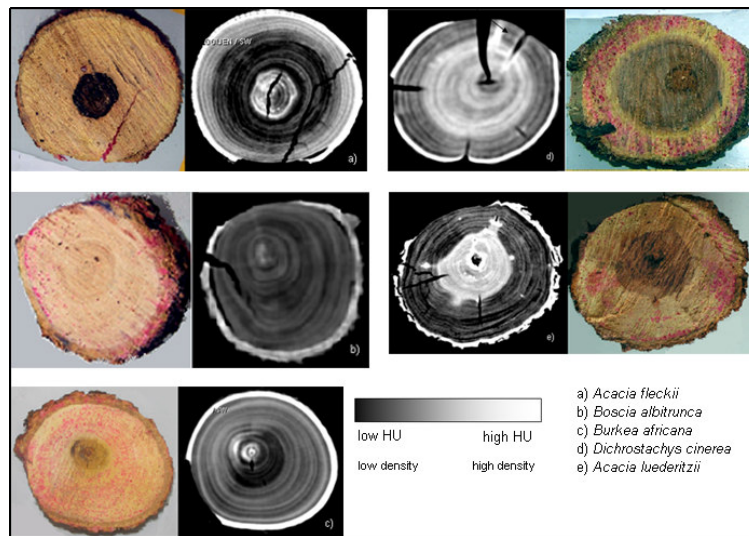 a)
d)
b)
e)
c)
low HU high HU
low density high density
a) Acacia fleckii
b) Boscia albitrunca
c) Burkea africana
d) Dichrostachys cinerea
e) Acacia luederitzii